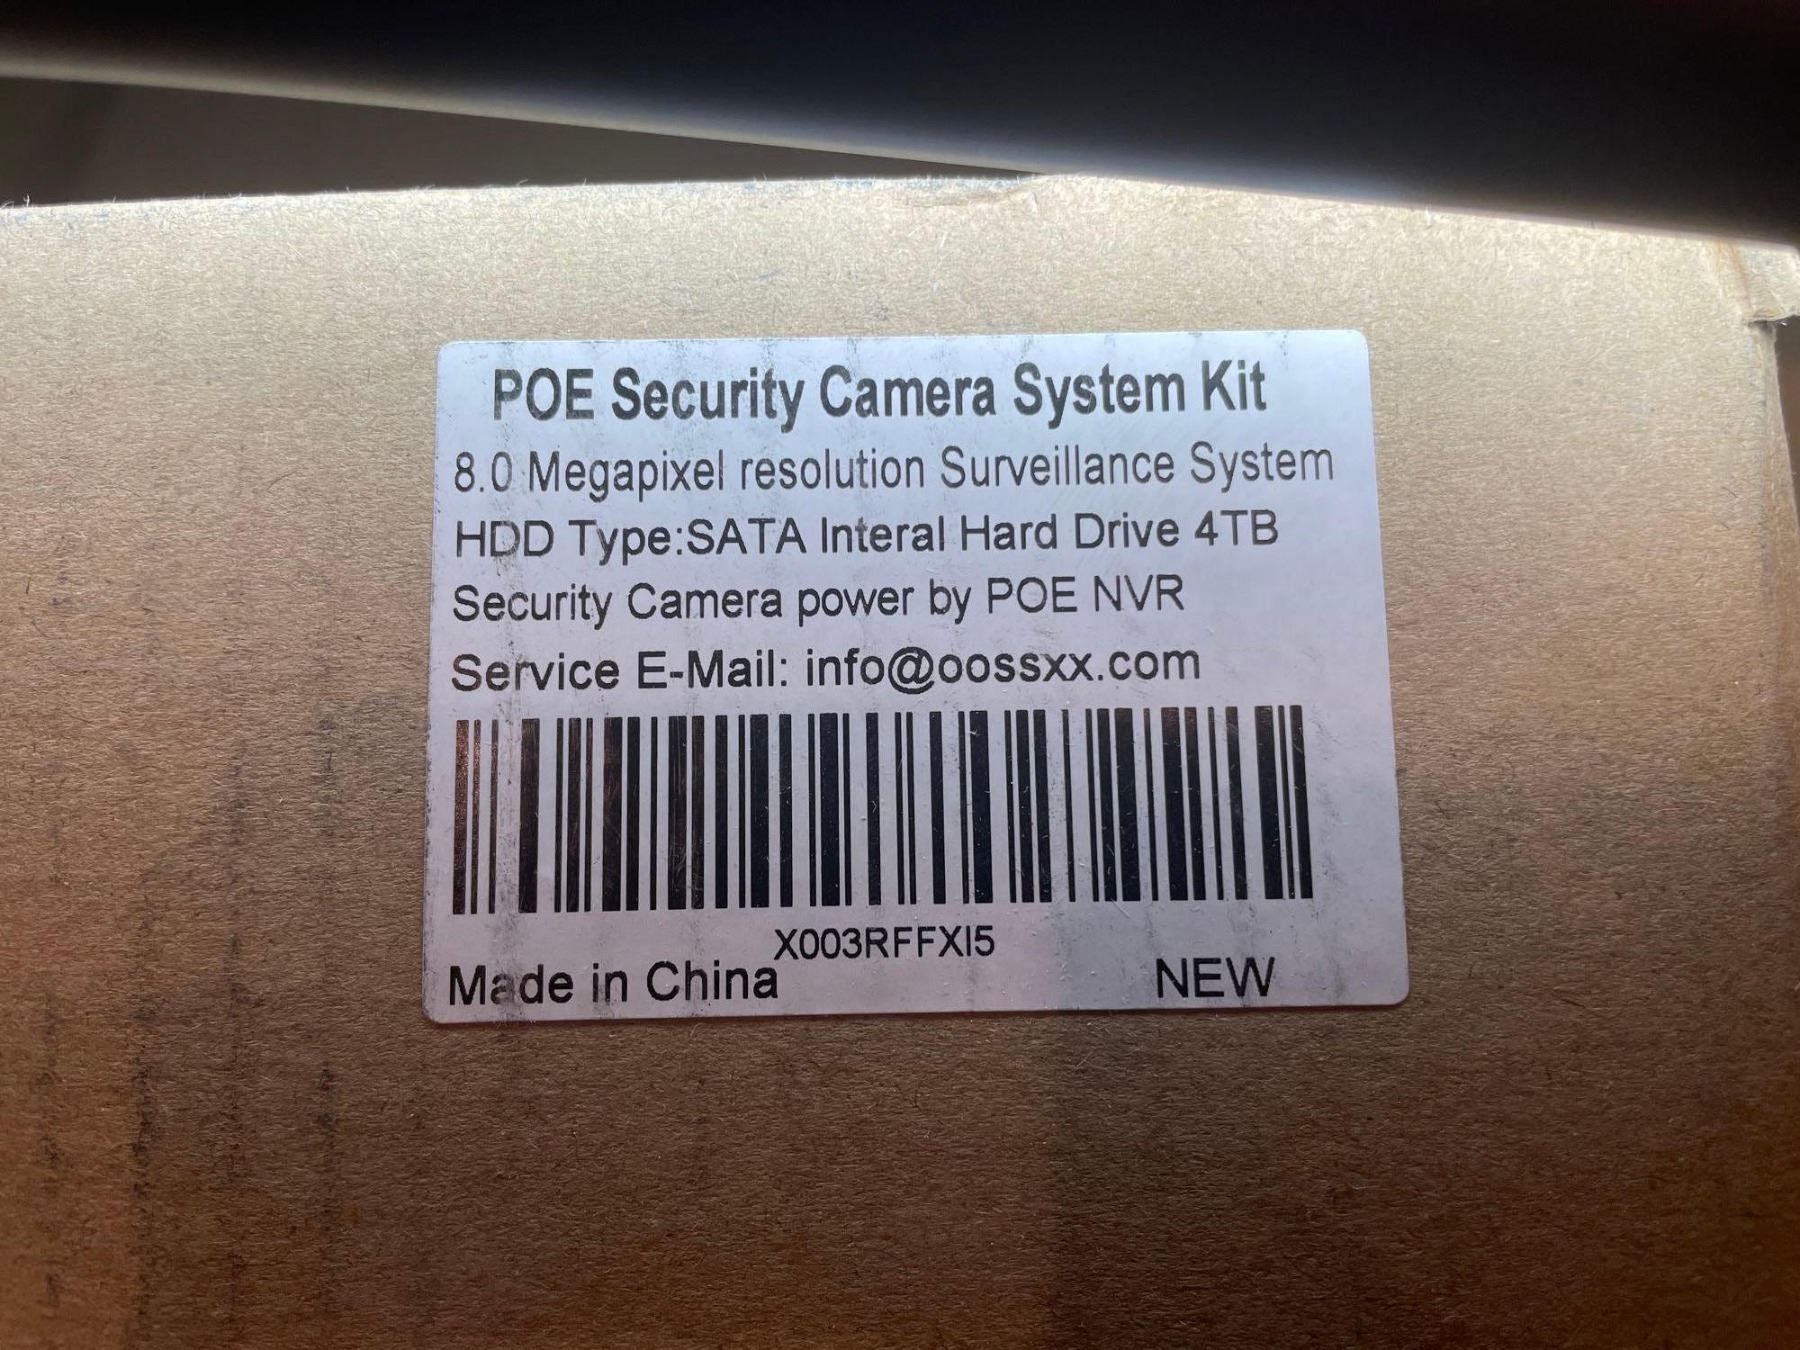 POE Security Camera System Kit
8.0 Megapixel resolution Surveillance System
HDD Type:SATA Interal Hard Drive 4TB
Security Camera power by POE NVR
Service E-Mail: info@oossxx.com
X003RFFXI5
Made in China
NEW